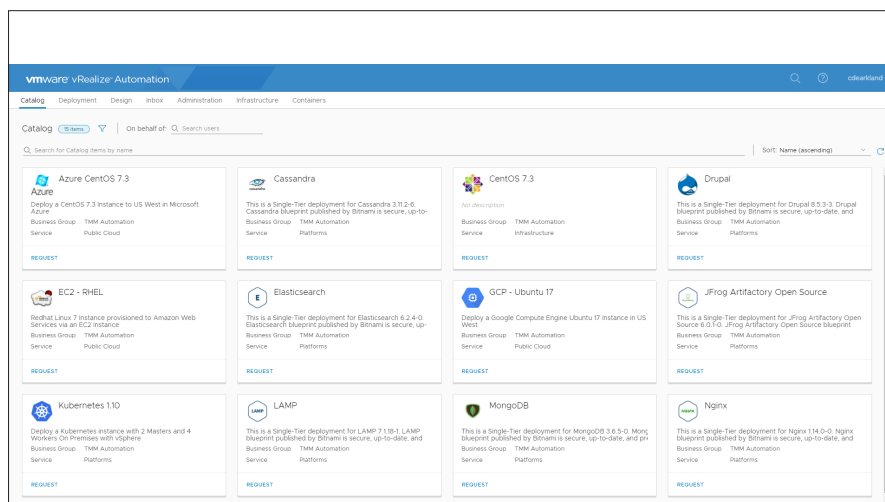 vmware vRealize Automation
cdearkland
Catalog Deployment Design Inbox Administration Infrastructure Containers
Catalog 15 items On behalf of: Search users
Search for Catalog items by name Sort: Name (ascending)
Azure CentOS 7.3
Azure
Deploy a CentOS 7.3 Instance to US West in Microsoft
Azure
Business Group TMM Automation
Service Public Cloud
REQUEST
Cassandra
This is a Single-Tier deployment for Cassandra 3.11.2-6.
Cassandra blueprint published by Bitnami is secure, up-to-
Business Group TMM Automation
Service Platforms
REQUEST
CentOS 7.3
No description
Business Group TMM Automation
Service Infrastructure
REQUEST
Drupal
This is a Single-Tier deployment for Drupal 8.5.3-3. Drupal
blueprint published by Bitnami is secure, up-to-date, and
Business Group TMM Automation
Service Platforms
REQUEST
EC2 - RHEL
Redhat Linux 7 Instance provisioned to Amazon Web
Services via an EC2 instance
Business Group TMM Automation
Service Public Cloud
REQUEST
E
Elasticsearch
This is a Single-Tier deployment for Elasticsearch 6.2.4-0.
Elasticsearch blueprint published by Bitnami is secure, up-
Business Group TMM Automation
Service Platforms
REQUEST
GCP - Ubuntu 17
Deploy a Google Compute Engine Ubuntu 17 Instance in US
West
Business Group TMM Automation
Service Public Cloud
REQUEST
JFrog Artifactory Open Source
This is a Single-Tier deployment for JFrog Artifactory Open
Source 6.0.1-0. JFrog Artifactory Open Source blueprint
Business Group TMM Automation
Service Platforms
REQUEST
Kubernetes 1.10
Deploy a Kubernetes instance with 2 Masters and 4
Workers On Premises with vSphere
Business Group TMM Automation
Service Platforms
REQUEST
LAMP
LAMP
This is a Single-Tier deployment for LAMP 7.1.18-1. LAMP
blueprint published by Bitnami is secure, up-to-date, and
Business Group TMM Automation
Service Platforms
REQUEST
MongoDB
This is a Single-Tier deployment for MongoDB 3.6.5-0. Mong
blueprint published by Bitnami is secure, up-to-date, and pro
Business Group TMM Automation
Service Platforms
REQUEST
Nginx
This is a Single-Tier deployment for Nginx 1.14.0-0. Nginx
blueprint published by Bitnami is secure, up-to-date, and
Business Group TMM Automation
Service Platforms
REQUEST